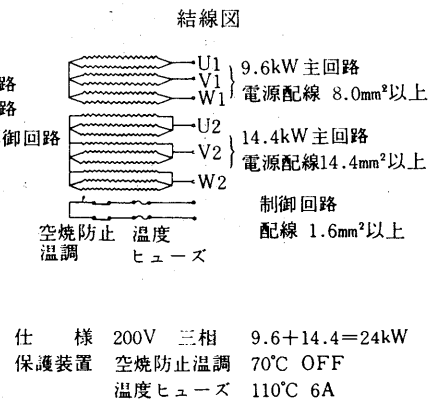 結線図
U1
V1
W1
9.6kW主回路
電源配線 8.0mm²以上
路
路
御回路
U2
V2
W2
14.4kW主回路
電源配線14.4mm²以上
空焼防止
温調
温度
ヒューズ
制御回路
配線 1.6mm²以上
仕 様 200V 三相 9.6+14.4=24kW
保護装置 空焼防止温調 70℃ OFF
温度ヒューズ 110℃ 6A